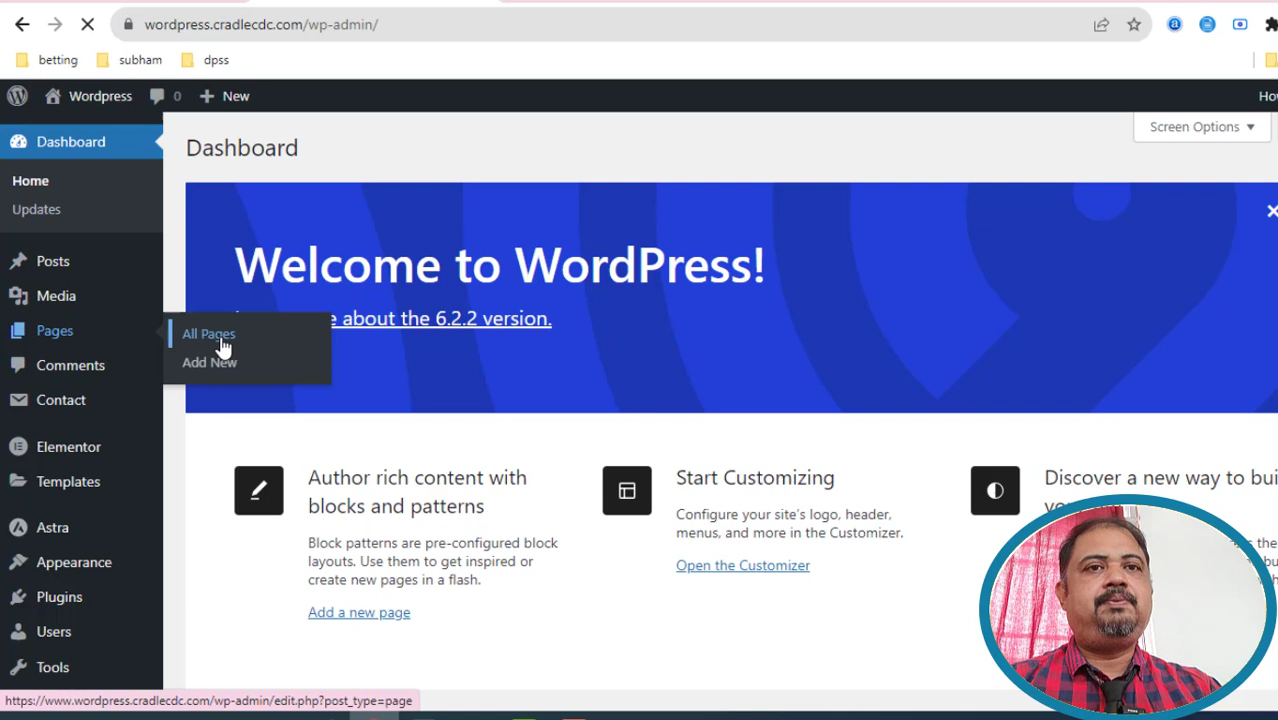 wordpress.cradlecdc.com/wp-admin/
betting subham dpss
Wordpress 0 New
Dashboard
Screen Options
Dashboard
Home
Updates
Welcome to WordPress!
about the 6.2.2 version.
Posts
Media
Pages
All Pages
Add New
Comments
Contact
Elementor
Templates
Astra
Appearance
Plugins
Users
Tools
Author rich content with
blocks and patterns
Block patterns are pre-configured block
layouts. Use them to get inspired or
create new pages in a flash.
Add a new page
Start Customizing
Configure your site's logo, header,
menus, and more in the Customizer.
Open the Customizer
Discover a new way to
https://www.wordpress.cradlecdc.com/wp-admin/edit.php?post_type=page